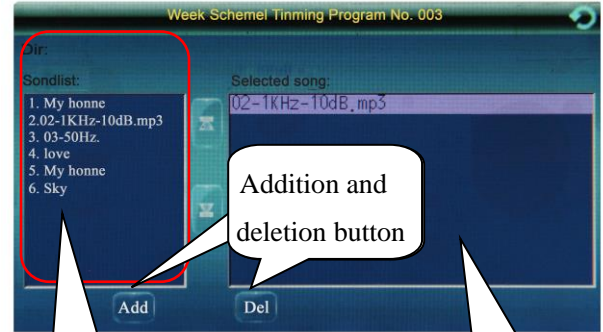 Week Schemel Tinming Program No. 003
Dir:
Sondlist:
Selected song:
1. My honne
2.02-1KHz-10dB.mp3
3. 03-50Hz.
4. love
5. My honne
6. Sky
02-1KHz-10dB.mp3
Addition and
deletion button
Add
Del